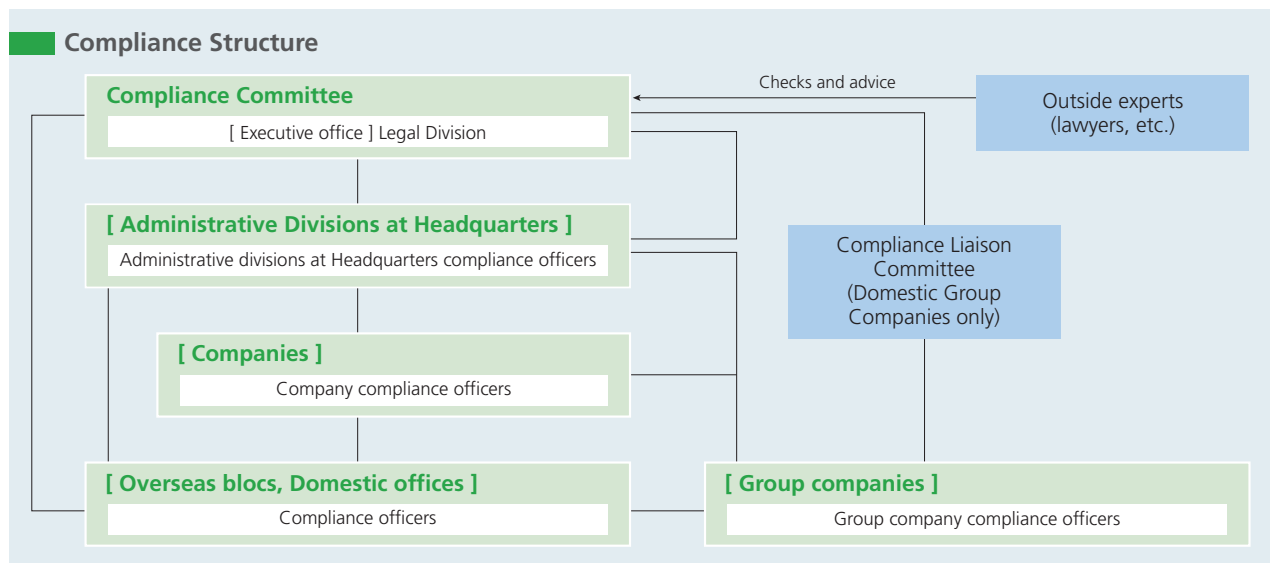 Compliance Structure
Compliance Committee
[ Executive office ] Legal Division
Checks and advice
Outside experts
(lawyers, etc.)
[ Administrative Divisions at Headquarters ]
Administrative divisions at Headquarters compliance officers
Compliance Liaison
Committee
(Domestic Group
Companies only)
[ Companies ]
Company compliance officers
[ Overseas blocs, Domestic offices ]
Compliance officers
[ Group companies ]
Group company compliance officers